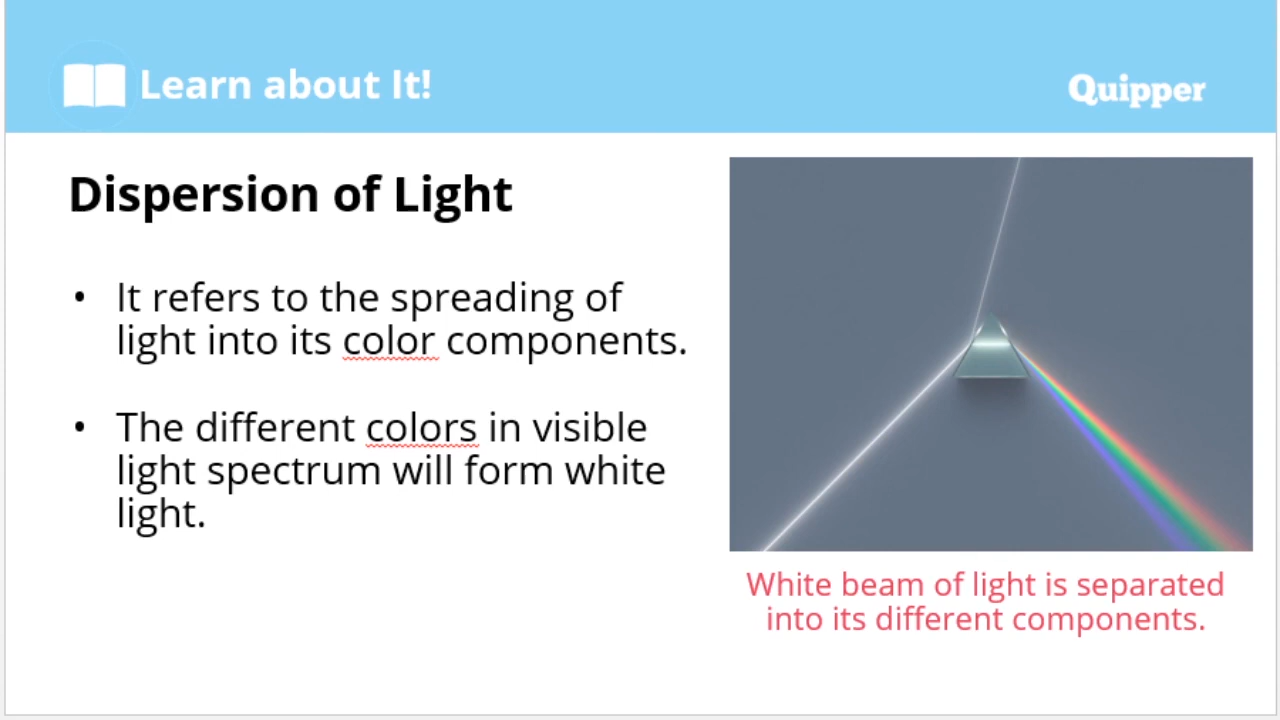 Learn about It!
Quipper
Dispersion of Light
• It refers to the spreading of
light into its color components.
• The different colors in visible
light spectrum will form white
light.
White beam of light is separated
into its different components.